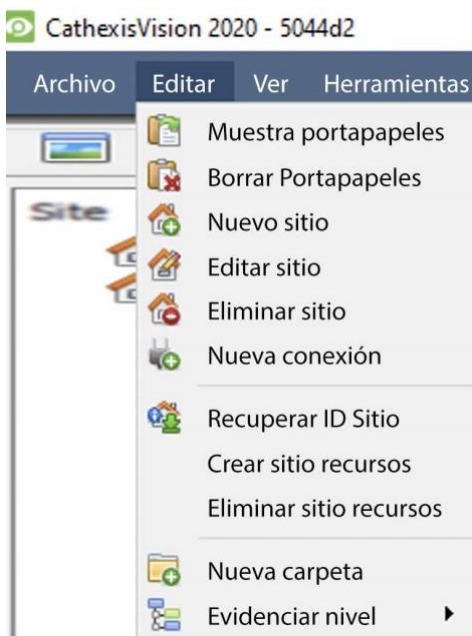 CathexisVision 2020 - 5044d2
Archivo Editar Ver Herramientas
Muestra portapapeles
Borrar Portapapeles
Site
Nuevo sitio
Editar sitio
Eliminar sitio
Nueva conexión
Recuperar ID Sitio
Crear sitio recursos
Eliminar sitio recursos
Nueva carpeta
Evidenciar nivel